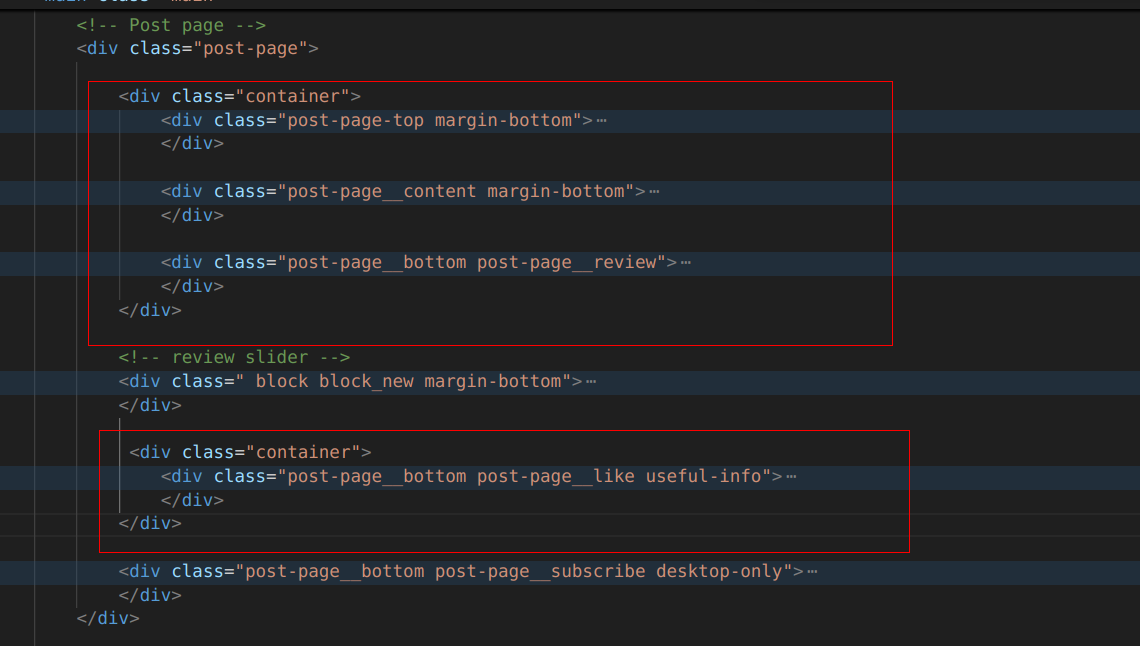 <!-- Post page -->
<div class="post-page">
<div class="container">
<div class="post-page-top margin-bottom">⋯
</div>
<div class="post-page__content margin-bottom">⋯
</div>
<div class="post-page__bottom post-page__review">⋯
</div>
</div>
<!-- review slider -->
<div class=" block block_new margin-bottom">⋯
</div>
<div class="container">
<div class="post-page__bottom post-page__like useful-info">⋯
</div>
</div>
<div class="post-page__bottom post-page__subscribe desktop-only">⋯
</div>
</div>